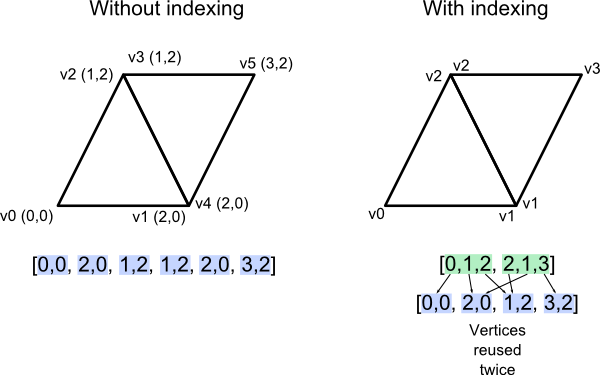 Without indexing
v3 (1,2)
v2 (1,2)
v5 (3,2)
v0 (0,0)
v1 (2,0)
v4 (2,0)
[0,0, 2,0, 1,2, 1,2, 2,0, 3,2]
With indexing
v2
v2
v3
v0
v1
v1
[0,1,2, 2,1,3]
[0,0, 2,0, 1,2, 3,2]
Vertices
reused
twice